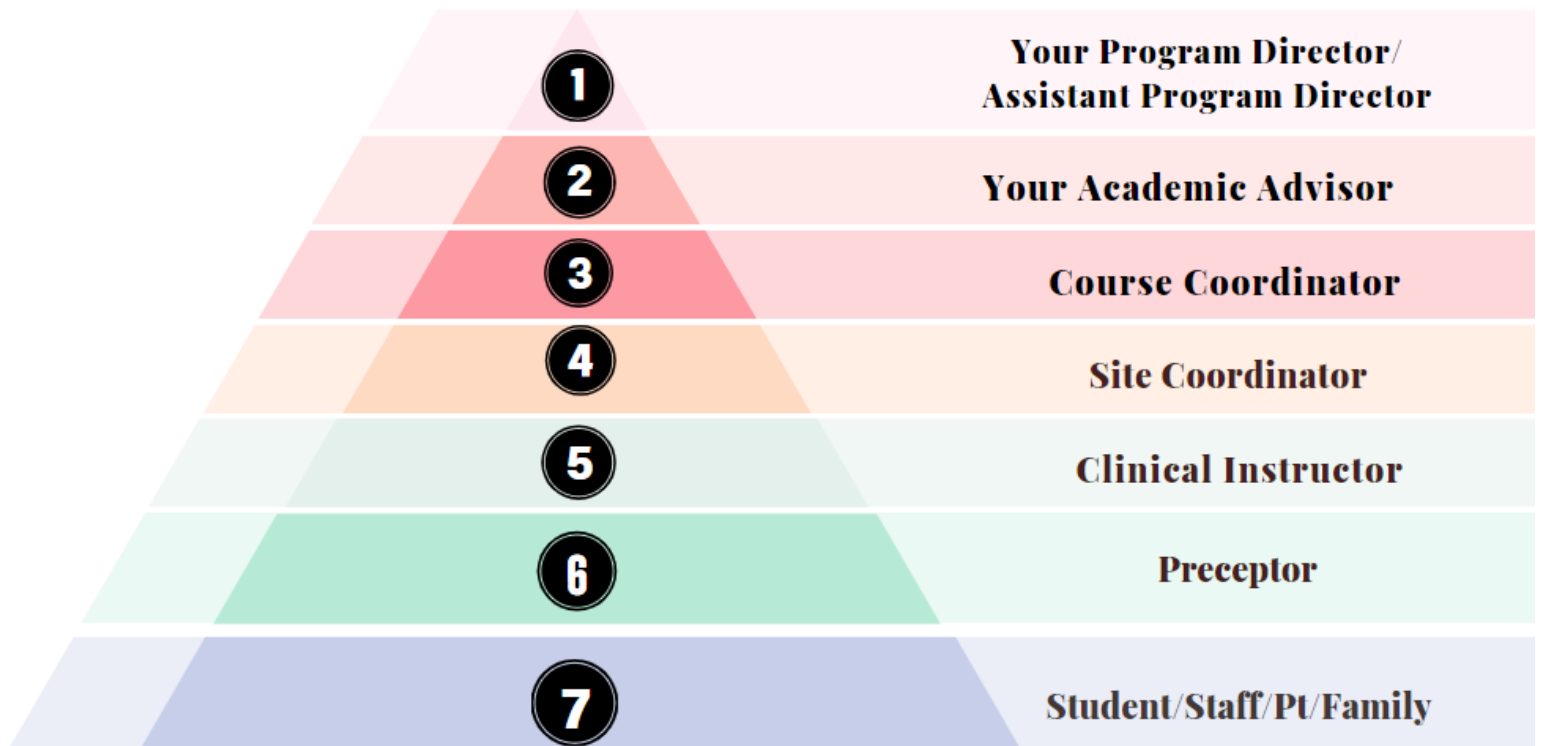 1
Your Program Director/
Assistant Program Director
2
Your Academic Advisor
3
Course Coordinator
4
Site Coordinator
5
Clinical Instructor
6
Preceptor
7
Student/Staff/Pt/Family